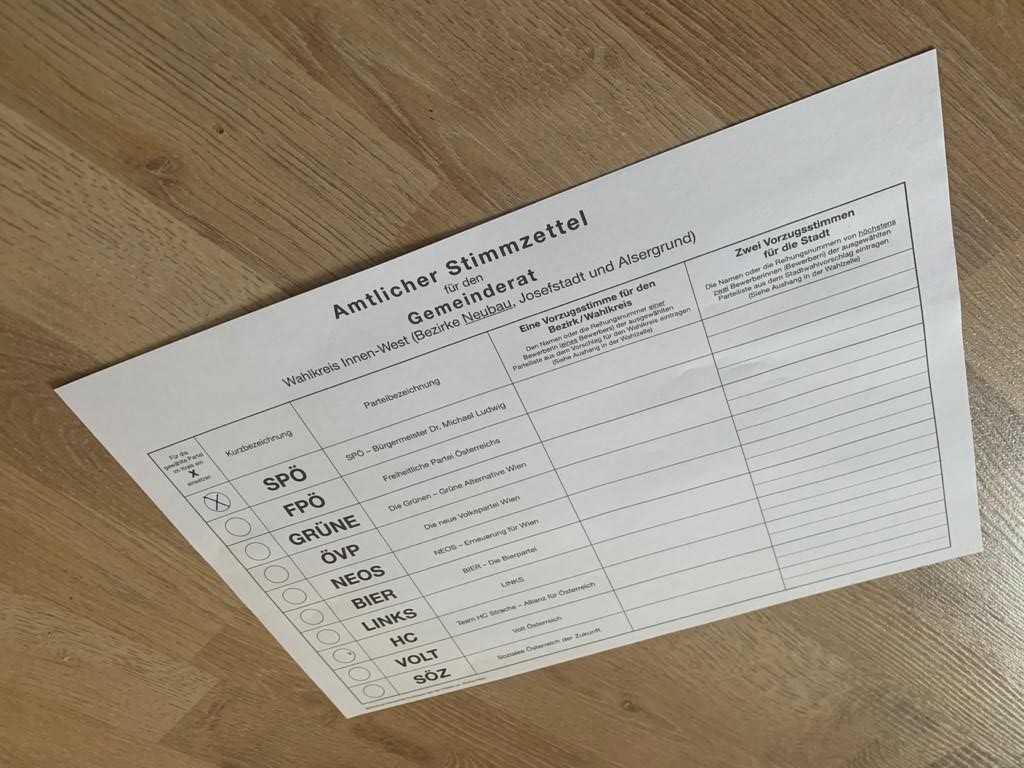 Amtlicher Stimmzettel
für den
Gemeinderat
Wahlkreis Innen-West (Bezirke Neubau, Josefstadt und Alsergrund)
Für die
gewählte Partei
im Kreis ein
X
einsetzen
Kurzbezeichnung
Parteibezeichnung
Eine Vorzugsstimme für den
Bezirk/Wahlkreis
Den Namen oder die Reihungsnummer einer
Bewerberin (eines Bewerbers) der ausgewählten
Parteiliste aus dem Vorschlag für den Wahlkreis eintragen
(Siehe Aushang in der Wahlzelle)
Zwei Vorzugsstimmen
für die Stadt
Die Namen oder die Reihungsnummern von höchstens
zwei Bewerberinnen (Bewerbern) der ausgewählten
Parteiliste aus dem Stadtwahlvorschlag eintragen
(Siehe Aushang in der Wahlzelle)
X SPÖ SPÖ – Bürgermeister Dr. Michael Ludwig
FPÖ Freiheitliche Partei Österreichs
GRÜNE Die Grünen – Grüne Alternative Wien
ÖVP Die neue Volkspartei Wien
NEOS NEOS – Erneuerung für Wien
BIER BIER – Die Bierpartei
LINKS LINKS
HC Team HC Strache – Allianz für Österreich
VOLT Volt Österreich
SÖZ Soziales Österreich der Zukunft